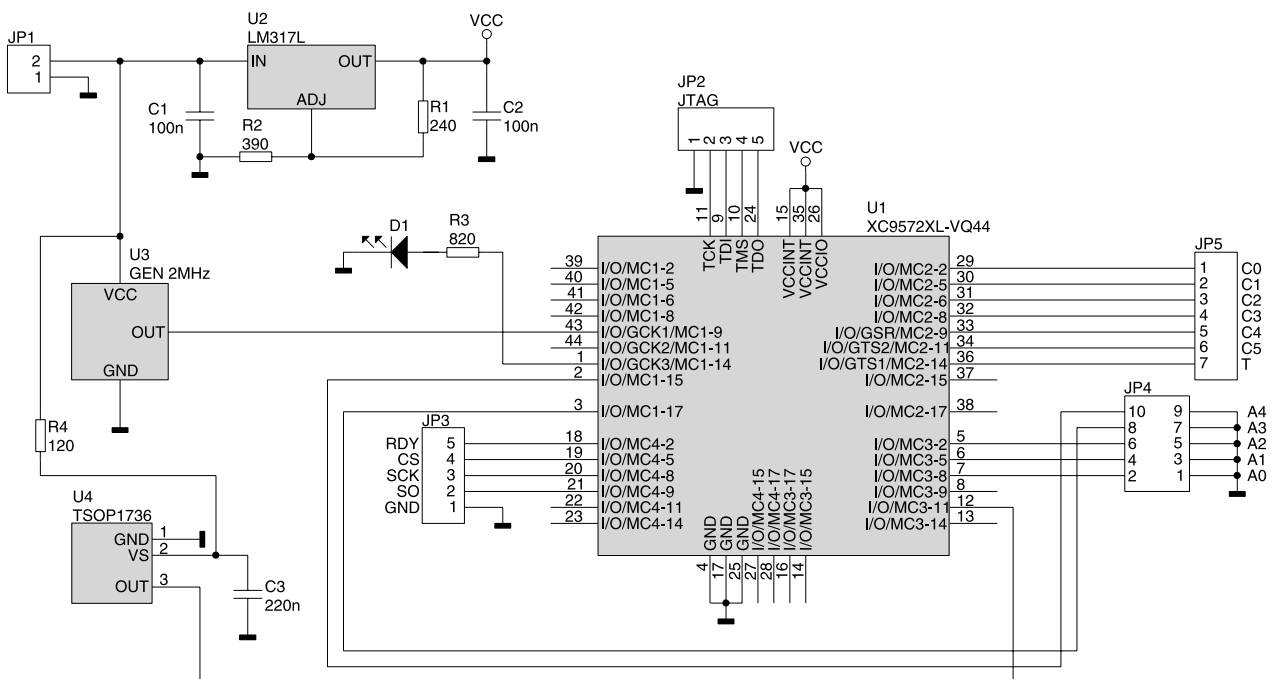 JP1
2
1
U2
LM317L
IN
OUT
ADJ
VCC
C1
100n
R2
390
R1
240
C2
100n
JP2
JTAG
1
2
3
4
5
VCC
11
9
10
24
15
35
26
U1
XC9572XL-VQ44
TCK
TDI
TMS
TDO
VCCINT
VCCINT
VCCIO
D1
R3
820
U3
GEN 2MHz
VCC
OUT
GND
39 I/O/MC1-2
40 I/O/MC1-5
41 I/O/MC1-6
42 I/O/MC1-8
43 I/O/GCK1/MC1-9
44 I/O/GCK2/MC1-11
1 I/O/GCK3/MC1-14
2 I/O/MC1-15
3 I/O/MC1-17
18 I/O/MC4-2
19 I/O/MC4-5
20 I/O/MC4-8
21 I/O/MC4-9
22 I/O/MC4-11
23 I/O/MC4-14
I/O/MC2-2 29
I/O/MC2-5 30
I/O/MC2-6 31
I/O/MC2-8 32
I/O/GSR/MC2-9 33
I/O/GTS2/MC2-11 34
I/O/GTS1/MC2-14 36
I/O/MC2-15 37
I/O/MC2-17 38
I/O/MC3-2 5
I/O/MC3-5 6
I/O/MC3-8 7
I/O/MC3-9 8
I/O/MC3-11 12
I/O/MC3-14 13
JP5
1 C0
2 C1
3 C2
4 C3
5 C4
6 C5
7 T
JP4
10 9 A4
8 7 A3
6 5 A2
4 3 A1
2 1 A0
JP3
RDY 5
CS 4
SCK 3
SO 2
GND 1
R4
120
U4
TSOP1736
GND 1
VS 2
OUT 3
C3
220n
GND
GND
GND
I/O/MC4-15
I/O/MC4-17
I/O/MC3-17
I/O/MC3-15
4
17
25
27
28
16
14